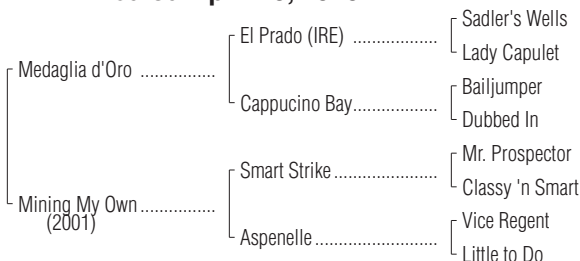 Sadler's Wells
El Prado (IRE) ...................
Lady Capulet
Medaglia d'Oro ...............
Bailjumper
Cappucino Bay...................
Dubbed In
Mr. Prospector
Smart Strike.......................
Classy 'n Smart
Mining My Own...............
(2001)
Vice Regent
Aspenelle...........................
Little to Do